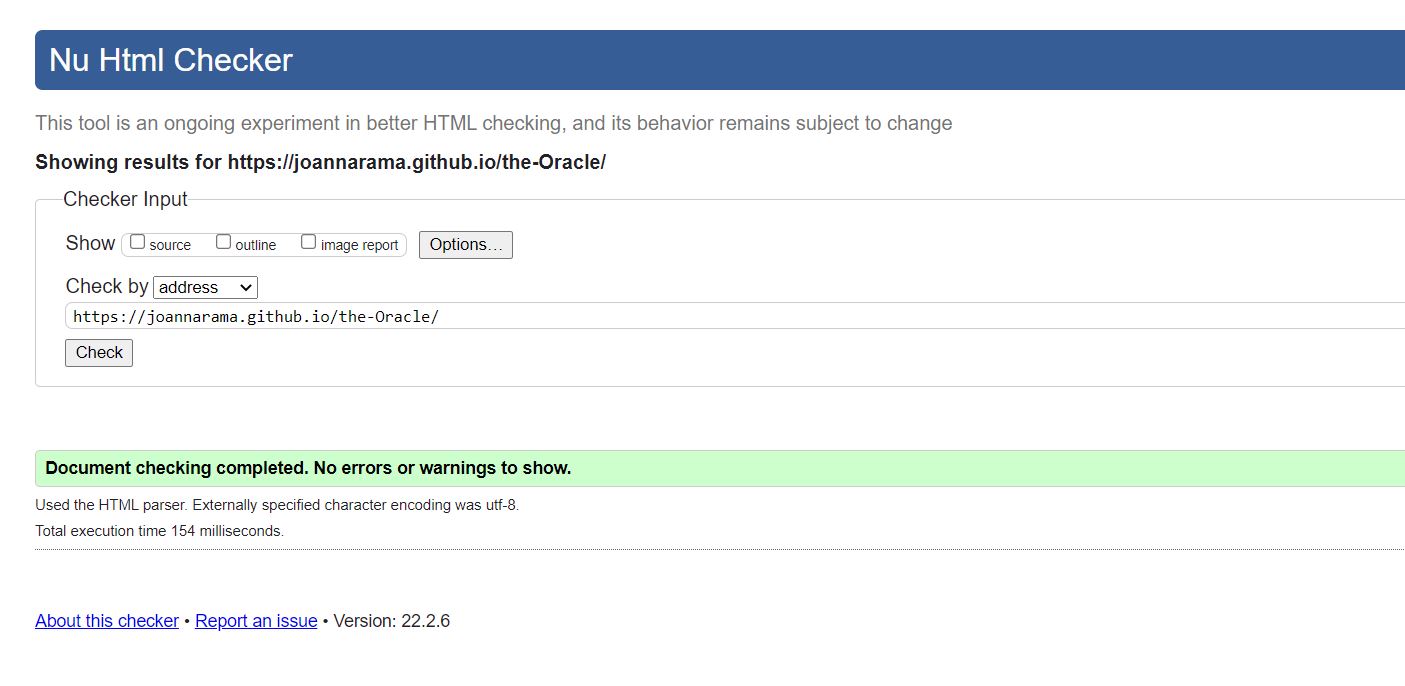 Nu Html Checker
This tool is an ongoing experiment in better HTML checking, and its behavior remains subject to change
Showing results for https://joannarama.github.io/the-Oracle/
Checker Input
Show source outline image report Options...
Check by address
https://joannarama.github.io/the-Oracle/
Check
Document checking completed. No errors or warnings to show.
Used the HTML parser. Externally specified character encoding was utf-8.
Total execution time 154 milliseconds.
About this checker • Report an issue • Version: 22.2.6